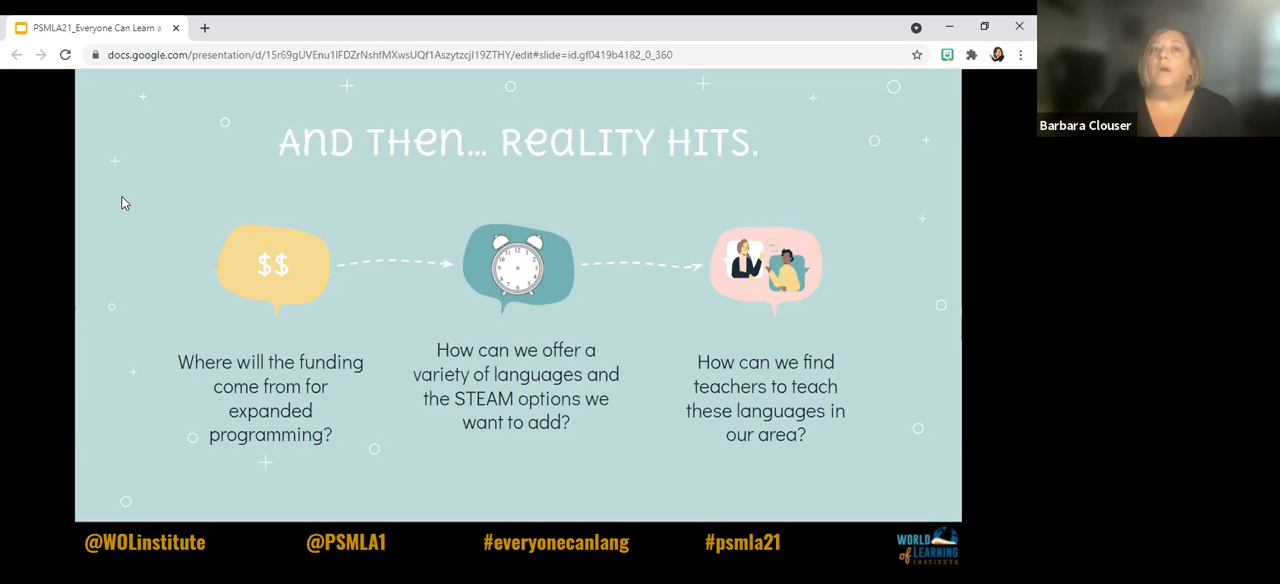 PSMLA21_Everyone Can Learn a
docs.google.com/presentation/d/15r69gUVEnu1IFDZrNshfMXwsUQf1Aszytzcjl19ZTHY/edit#slide=id.gf0419b4182_0_360
Barbara Clouser
AND THEN... REALITY HITS.
$$
Where will the funding
come from for
expanded
programming?
How can we offer a
variety of languages and
the STEAM options we
want to add?
How can we find
teachers to teach
these languages in
our area?
@WOLinstitute
@PSMLA1
#everyonecanlang
#psmla21
WORLD
of LEARNING
INSTITUTE